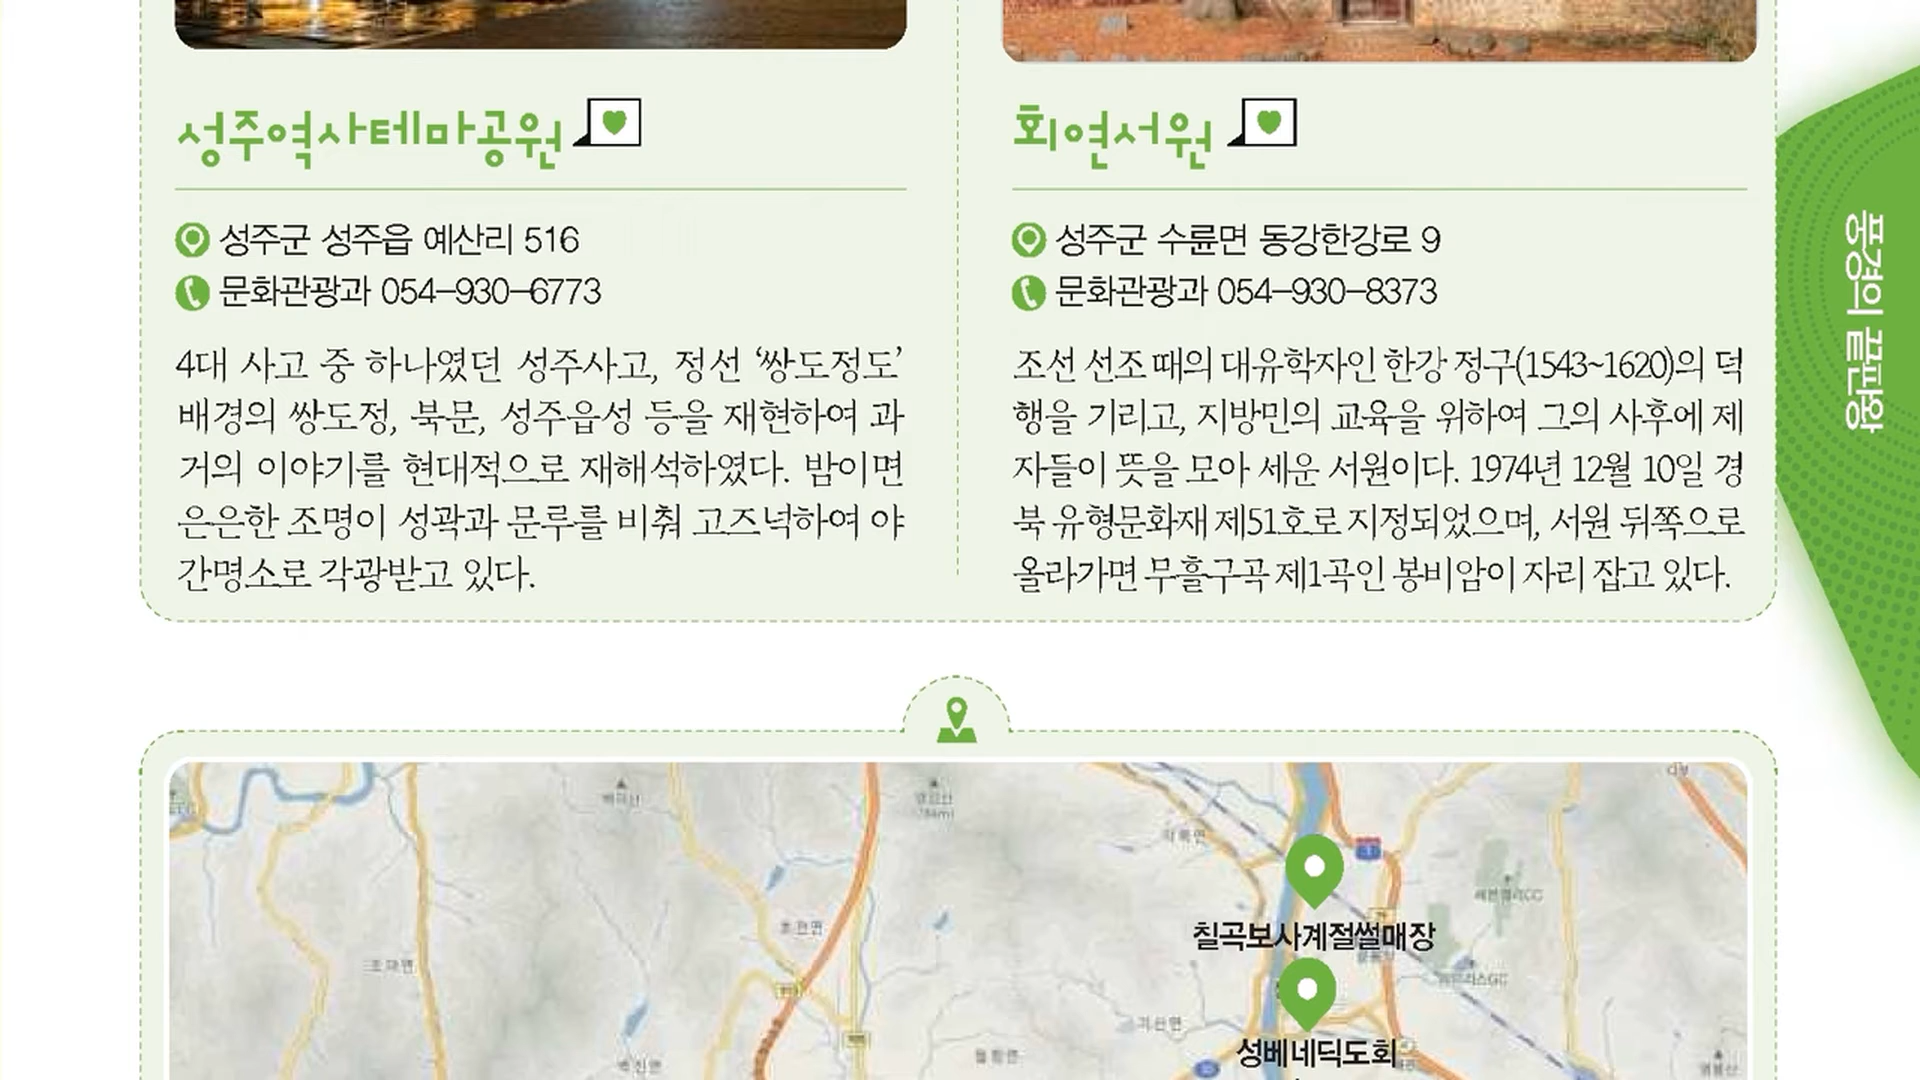 성주역사테마공원
성주군 성주읍 예산리 516
문화관광과 054-930-6773
4대 사고 중 하나였던 성주사고, 정선 ‘쌍도정도’
배경의 쌍도정, 북문, 성주읍성 등을 재현하여 과
거의 이야기를 현대적으로 재해석하였다. 밤이면
은은한 조명이 성곽과 문루를 비춰 고즈넉하여 야
간명소로 각광받고 있다.
회연서원
성주군 수륜면 동강한강로 9
문화관광과 054-930-8373
조선 선조 때의 대유학자인 한강 정구(1543~1620)의 덕
행을 기리고, 지방민의 교육을 위하여 그의 사후에 제
자들이 뜻을 모아 세운 서원이다. 1974년 12월 10일 경
북 유형문화재 제51호로 지정되었으며, 서원 뒤쪽으로
올라가면 무흘구곡 제1곡인 봉비암이 자리 잡고 있다.
풍경의 끝판왕
초전면
칠곡보사계절썰매장
성베네딕도회